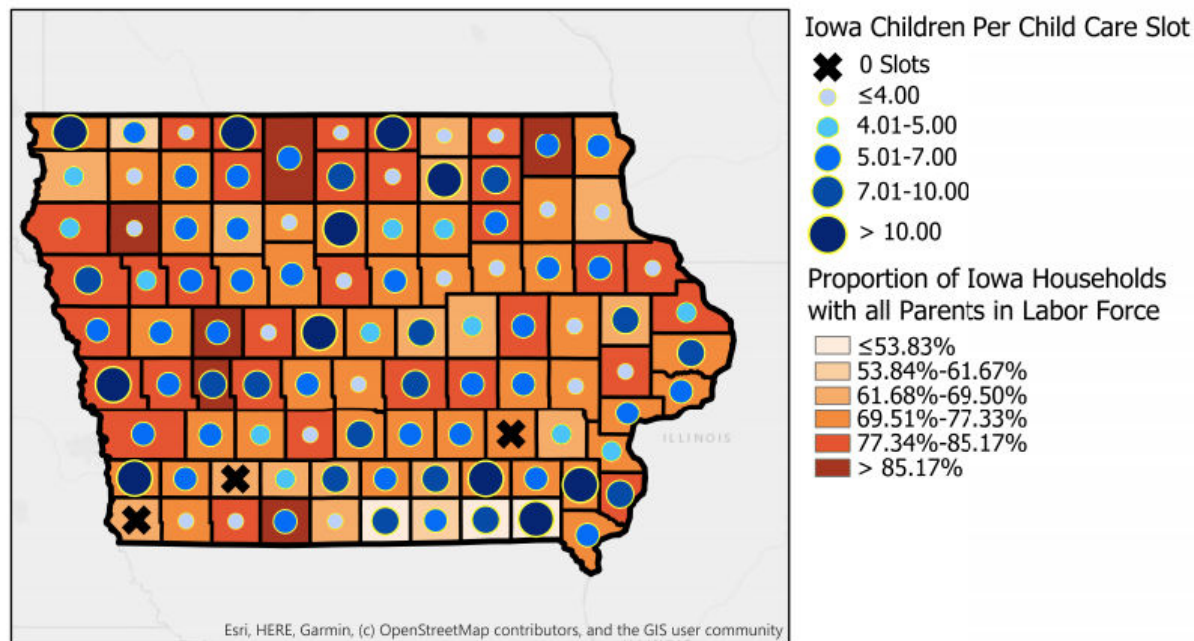 Iowa Children Per Child Care Slot
0 Slots
≤4.00
4.01-5.00
5.01-7.00
7.01-10.00
> 10.00
Proportion of Iowa Households
with all Parents in Labor Force
≤53.83%
53.84%-61.67%
61.68%-69.50%
69.51%-77.33%
77.34%-85.17%
> 85.17%
ILLINOIS
Esri, HERE, Garmin, (c) OpenStreetMap contributors, and the GIS user community